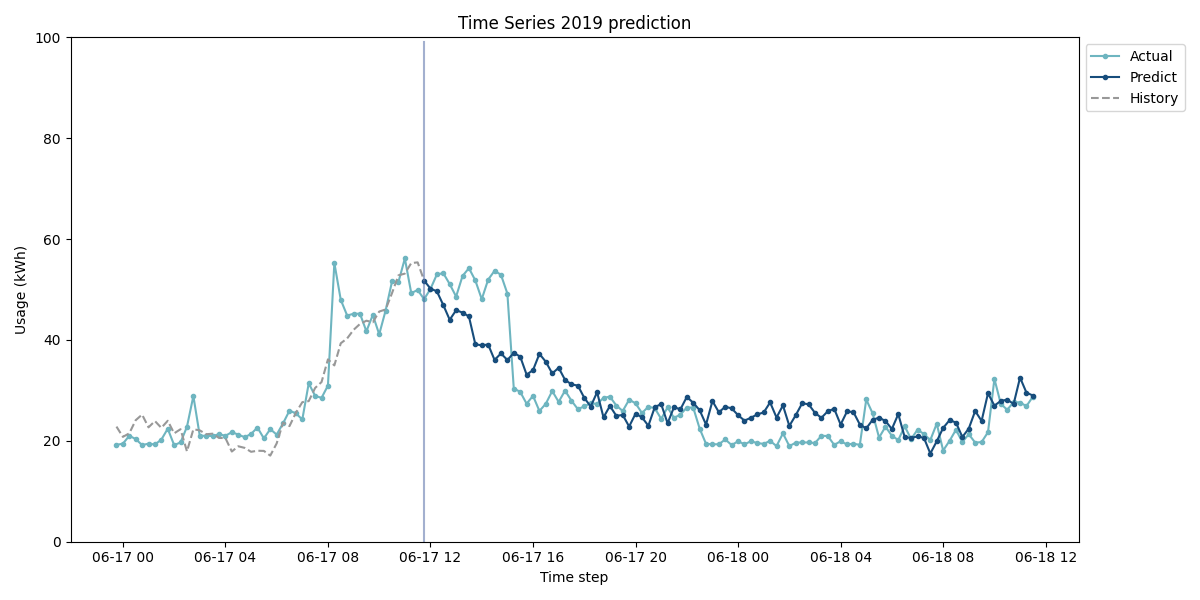 Time Series 2019 prediction
100
80
60
40
20
0
Usage (kWh)
06-17 00 06-17 04 06-17 08 06-17 12 06-17 16 06-17 20 06-18 00 06-18 04 06-18 08 06-18 12
Time step
Actual
Predict
History